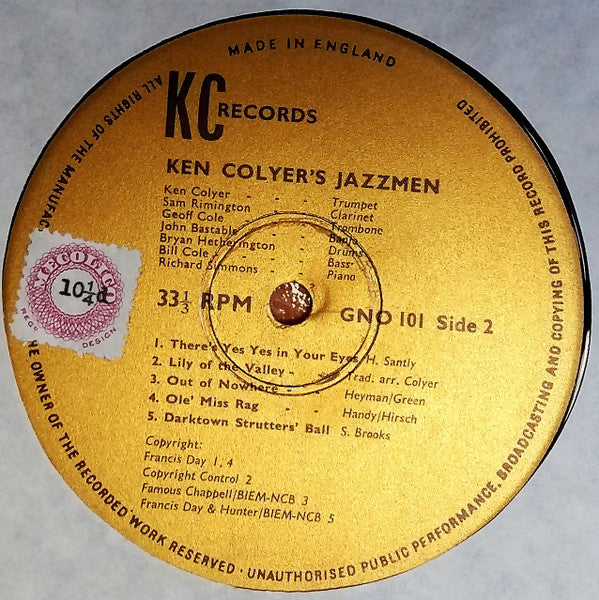 MADE IN ENGLAND
KC RECORDS
KEN COLYER'S JAZZMEN
Ken Colyer - - Trumpet
Sam Rimington - - Clarinet
Geoff Cole - - Trombone
John Bastable - - Banjo
Bryan Hetherington - Drums
Bill Cole - - Bass
Richard Simmons - - Piano
33⅓ RPM
GNO 101 Side 2
1. There's Yes Yes in Your Eyes H. Santly
2. Lily of the Valley - Trad. arr. Colyer
3. Out of Nowhere - Heyman/Green
4. Ole' Miss Rag - - Handy/Hirsch
5. Darktown Strutters' Ball S. Brooks
Copyright:
Francis Day 1, 4
Copyright Control 2
Famous Chappell/BIEM-NCB 3
Francis Day & Hunter/BIEM-NCB 5
MECOLICO
10¼d
REGD
DESIGN
ALL RIGHTS OF THE MANUFAC
NE OWNER OF THE RECORDED WORK RESERVED · UNAUTHORISED PUBLIC PERFORMANCE, BROADCASTING AND COPYING OF THIS RECORD PROHIBITED